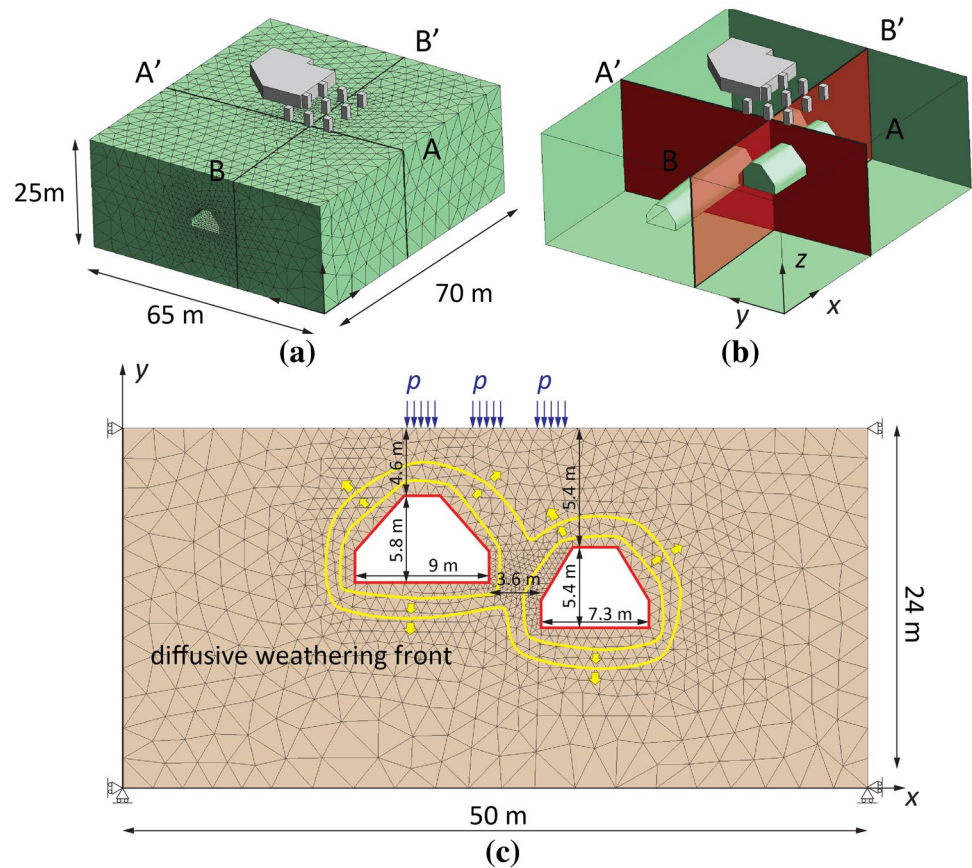 B'
A'
A
B
25m
65 m
70 m
(a)
B'
A'
A
B
z
y
x
(b)
y
p
p
p
4.6 m
5.4 m
5.8 m
9 m
3.6 m
5.4 m
7.3 m
diffusive weathering front
24 m
x
50 m
(c)